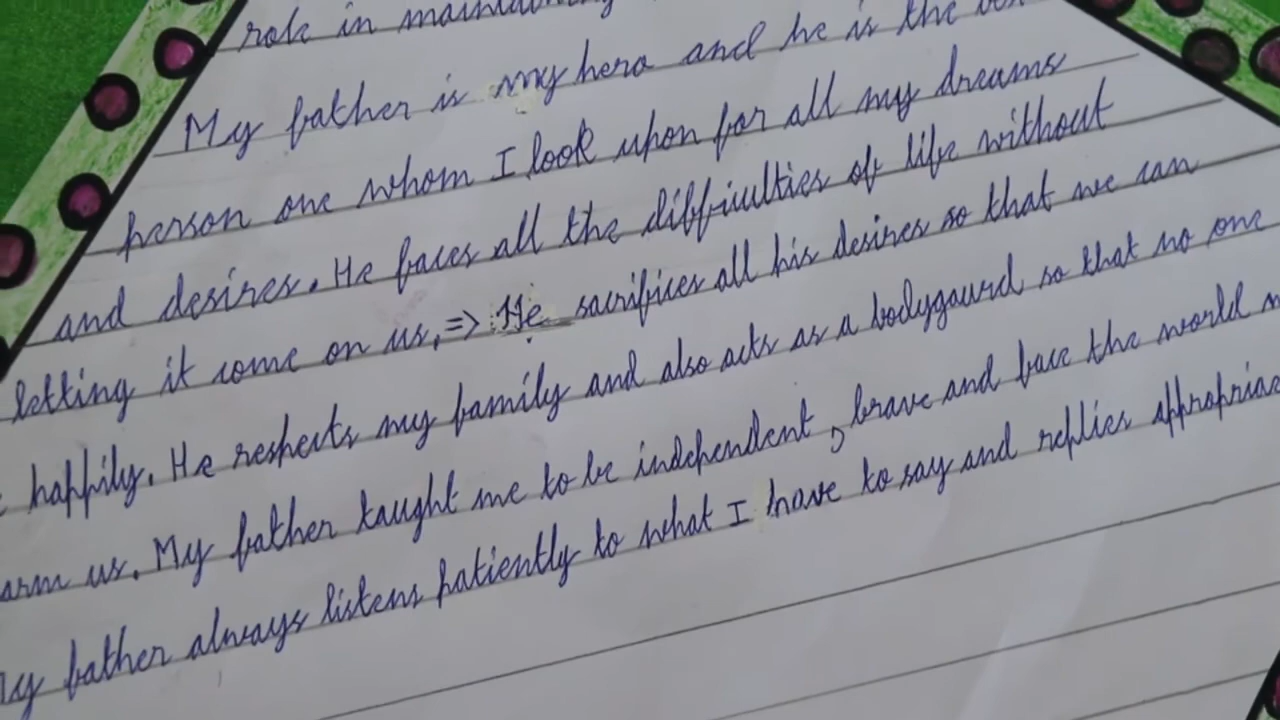 role in maintaining
My father is my hero and he is the
person one whom I look upon for all my dreams
and desires. He faces all the difficulties of life without
letting it come on us, => He sacrifices all his desires so that we can
happily. He respects my family and also acts as a bodygaurd so that no one
us. My father taught me to be independent, brave and face the world
father always listens patiently to what I have to say and replies